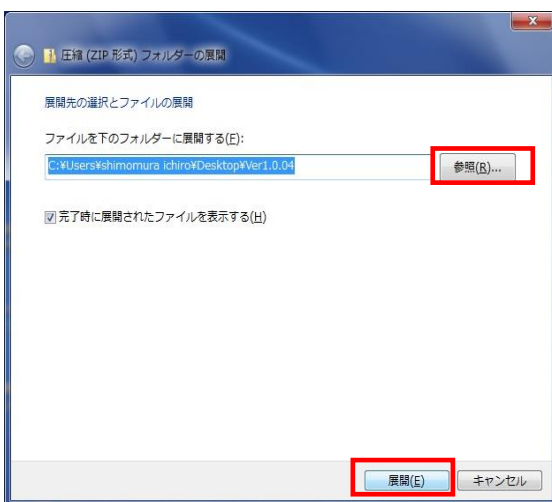 圧縮 (ZIP 形式) フォルダーの展開
展開先の選択とファイルの展開
ファイルを下のフォルダーに展開する(F):
C:¥Users¥shimomura ichiro¥Desktop¥Ver1.0.04
参照(R)...
完了時に展開されたファイルを表示する(H)
展開(E)
キャンセル